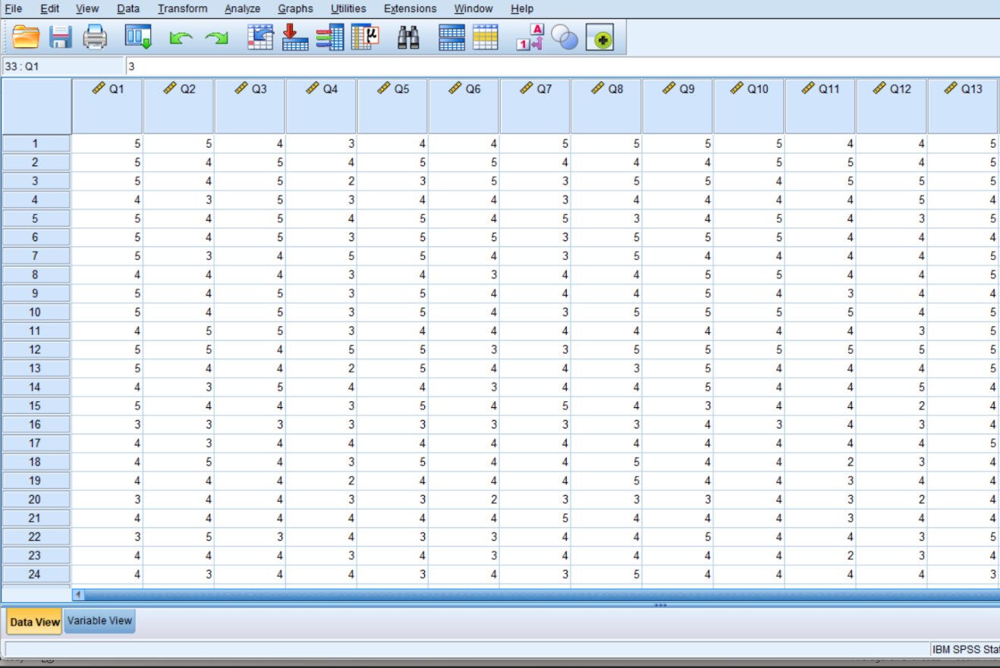 File Edit View Data Transform Analyze Graphs Utilities Extensions Window Help
A
1
μ
33 : Q1 3
Q1 Q2 Q3 Q4 Q5 Q6 Q7 Q8 Q9 Q10 Q11 Q12 Q13
1 5 5 4 3 4 4 5 5 5 5 4 4 5
2 5 4 5 4 5 5 4 4 4 5 5 4 5
3 5 4 5 2 3 5 3 5 5 4 5 5 5
4 4 3 5 3 4 4 3 4 4 4 4 5 4
5 5 4 5 4 5 4 5 3 4 5 4 3 5
6 5 4 5 3 5 5 3 5 5 5 4 4 4
7 5 3 4 5 5 4 3 5 4 4 4 4 5
8 4 4 4 3 4 3 4 4 5 5 4 4 5
9 5 4 5 3 5 4 4 4 5 4 3 4 4
10 5 4 5 3 5 4 3 5 5 5 5 4 5
11 4 5 5 3 4 4 4 4 4 4 4 3 5
12 5 5 4 5 5 3 3 5 5 5 5 5 5
13 5 4 4 2 5 4 4 3 5 4 4 4 5
14 4 3 5 4 4 3 4 4 5 4 4 5 4
15 5 4 4 3 5 4 5 4 3 4 4 2 4
16 3 3 3 3 3 3 3 3 4 3 4 3 4
17 4 3 4 4 4 4 4 4 4 4 4 4 5
18 4 5 4 3 5 4 4 5 4 4 2 3 4
19 4 4 4 2 4 4 4 5 4 4 3 4 4
20 3 4 4 3 3 2 3 3 3 4 3 2 4
21 4 4 4 4 4 4 5 4 4 4 3 4 4
22 3 5 3 4 3 3 4 4 5 4 4 3 5
23 4 4 4 3 4 3 4 4 4 4 2 3 4
24 4 3 4 4 3 4 3 5 4 4 4 4 3
Data View Variable View
IBM SPSS Stat